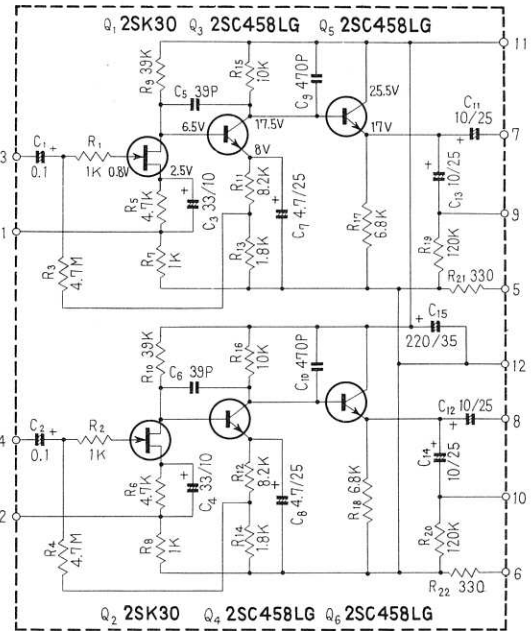 Q₁ 2SK30 Q₃ 2SC458LG Q₅ 2SC458LG
11
R₉ 39K
R₁₅ 10K
C₅ 39P
C₉ 470P
25.5V
C₁₁ 10/25
6.5V
17.5V
17V
7
3
C₁ 0.1
R₁ 1K
0.8V
2.5V
8V
C₁₃ 10/25
R₅ 4.7K
C₃ 33/10
R₁₁ 8.2K
C₇ 4.7/25
R₁₇ 6.8K
9
1
R₃ 4.7M
R₇ 1K
R₁₃ 1.8K
R₁₉ 120K
R₂₁ 330
5
C₁₅ 220/35
R₁₀ 39K
R₁₆ 10K
C₆ 39P
C₁₀ 470P
12
C₁₂ 10/25
8
4
C₂ 0.1
R₂ 1K
C₁₄ 10/25
R₆ 4.7K
C₄ 33/10
R₁₂ 8.2K
C₈ 4.7/25
R₁₈ 6.8K
10
2
R₄ 4.7M
R₈ 1K
R₁₄ 1.8K
R₂₀ 120K
6
R₂₂ 330
Q₂ 2SK30 Q₄ 2SC458LG Q₆ 2SC458LG